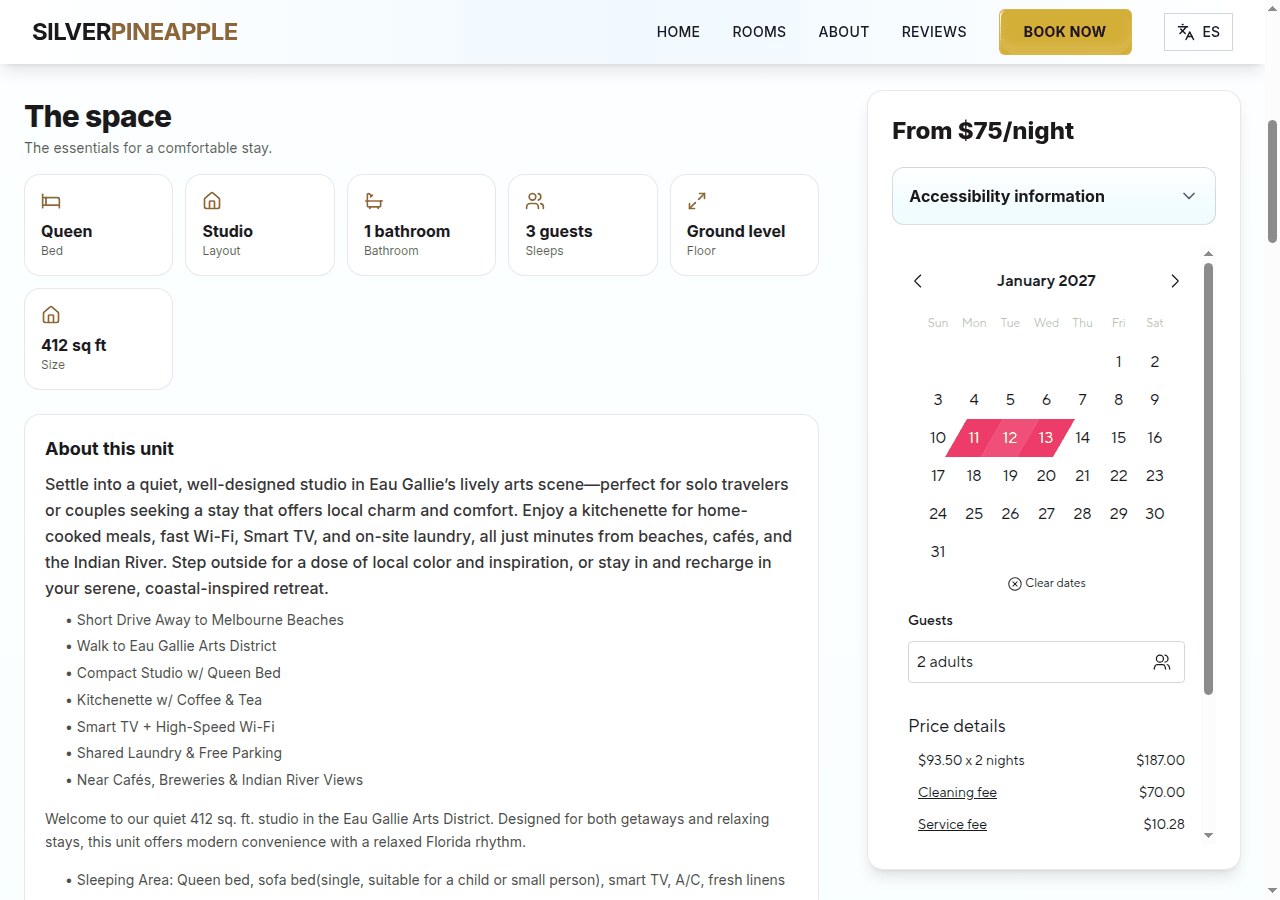 SILVERPINEAPPLE
HOME
ROOMS
ABOUT
REVIEWS
BOOK NOW
ES
The space
The essentials for a comfortable stay.
Queen
Bed
Studio
Layout
1 bathroom
Bathroom
3 guests
Sleeps
Ground level
Floor
412 sq ft
Size
About this unit
Settle into a quiet, well-designed studio in Eau Gallie’s lively arts scene—perfect for solo travelers
or couples seeking a stay that offers local charm and comfort. Enjoy a kitchenette for home-
cooked meals, fast Wi-Fi, Smart TV, and on-site laundry, all just minutes from beaches, cafés, and
the Indian River. Step outside for a dose of local color and inspiration, or stay in and recharge in
your serene, coastal-inspired retreat.
• Short Drive Away to Melbourne Beaches
• Walk to Eau Gallie Arts District
• Compact Studio w/ Queen Bed
• Kitchenette w/ Coffee & Tea
• Smart TV + High-Speed Wi-Fi
• Shared Laundry & Free Parking
• Near Cafés, Breweries & Indian River Views
Welcome to our quiet 412 sq. ft. studio in the Eau Gallie Arts District. Designed for both getaways and relaxing
stays, this unit offers modern convenience with a relaxed Florida rhythm.
• Sleeping Area: Queen bed, sofa bed(single, suitable for a child or small person), smart TV, A/C, fresh linens
From $75/night
Accessibility information
January 2027
Sun Mon Tue Wed Thu Fri Sat
1 2
3 4 5 6 7 8 9
10 11 12 13 14 15 16
17 18 19 20 21 22 23
24 25 26 27 28 29 30
31
Clear dates
Guests
2 adults
Price details
$93.50 x 2 nights $187.00
Cleaning fee $70.00
Service fee $10.28